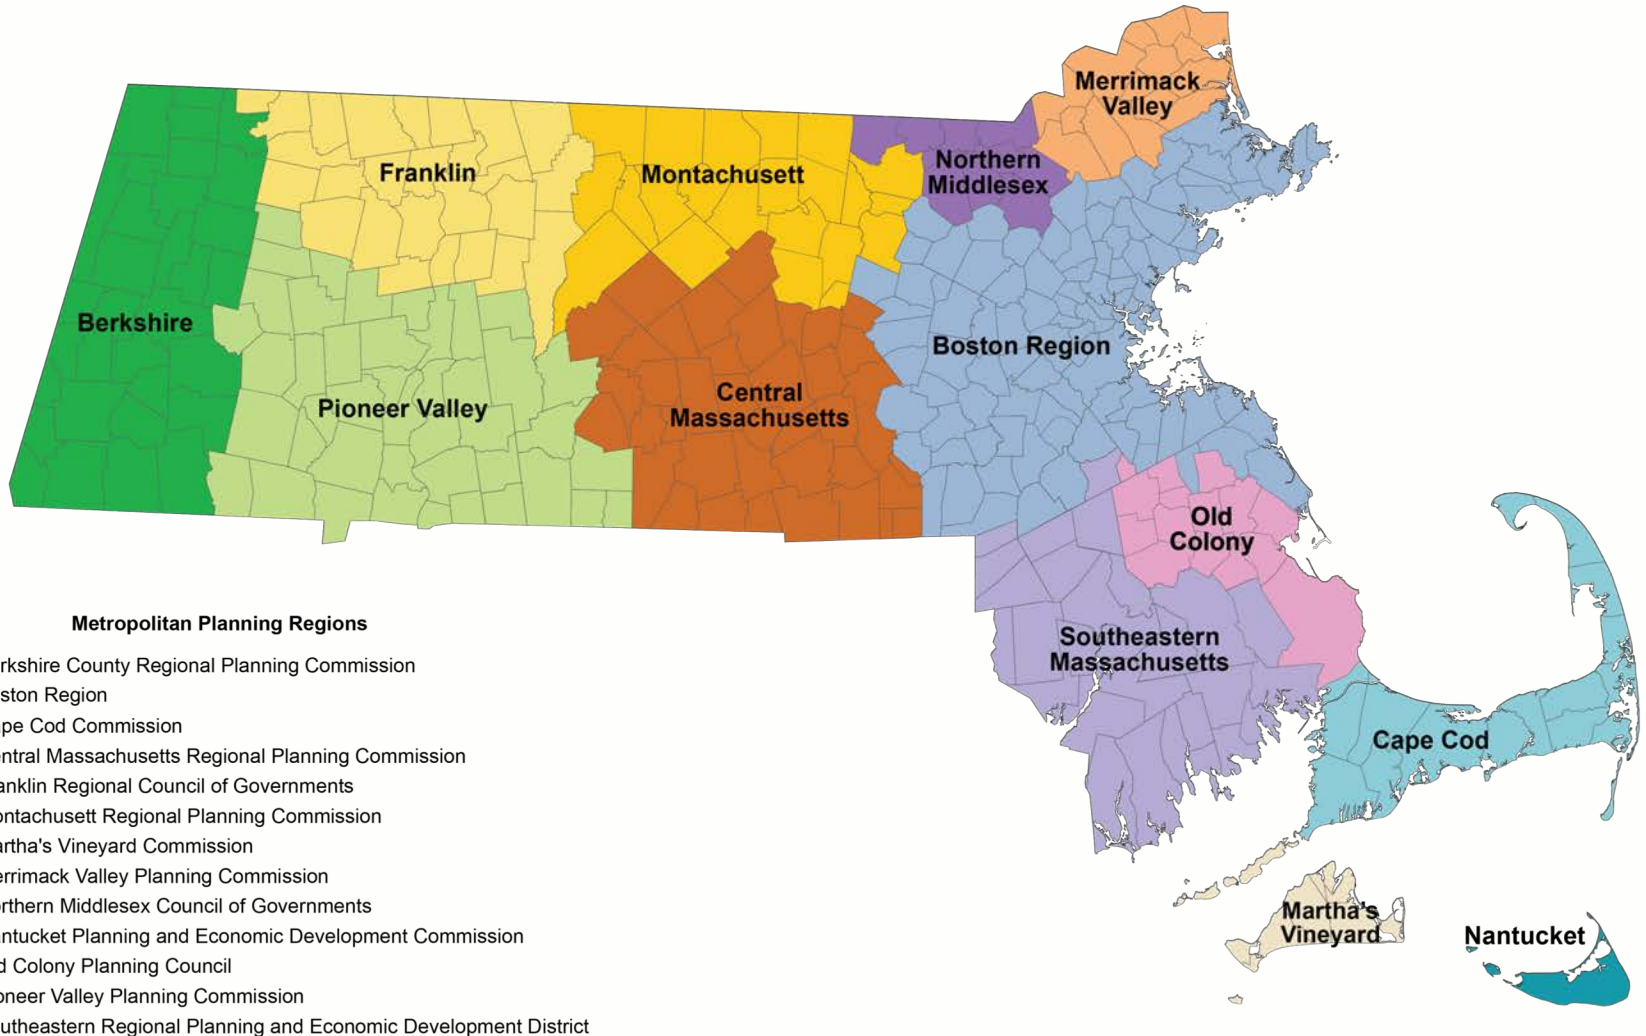 Merrimack
Valley
Northern
Middlesex
Franklin
Montachusett
Berkshire
Boston Region
Central
Massachusetts
Pioneer Valley
Old
Colony
Southeastern
Massachusetts
Cape Cod
Martha's
Vineyard
Nantucket
Metropolitan Planning Regions
rkshire County Regional Planning Commission
ston Region
pe Cod Commission
ntral Massachusetts Regional Planning Commission
anklin Regional Council of Governments
ontachusett Regional Planning Commission
artha's Vineyard Commission
errimack Valley Planning Commission
orthern Middlesex Council of Governments
antucket Planning and Economic Development Commission
d Colony Planning Council
oneer Valley Planning Commission
utheastern Regional Planning and Economic Development District